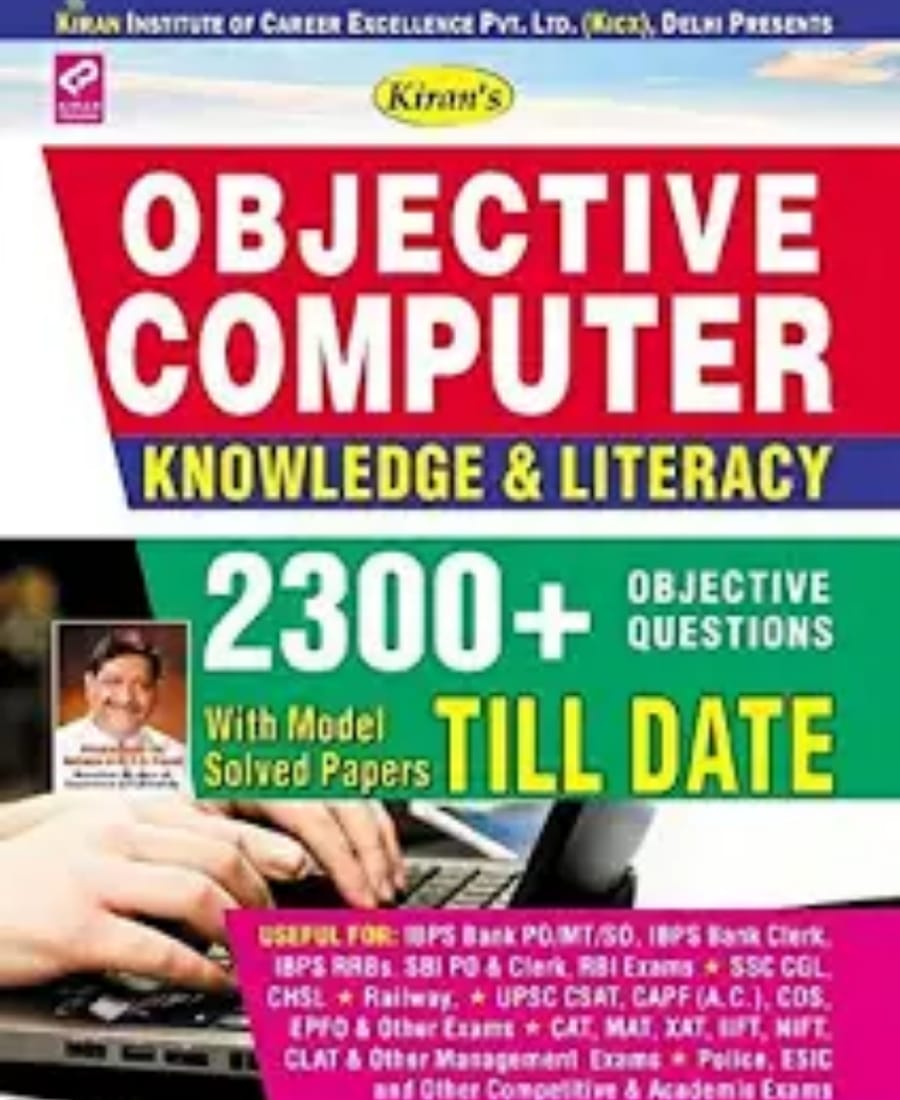 KIRAN INSTITUTE OF CAREER EXCELLENCE PVT. LTD. (KICX), DELHI PRESENTS
KIRAN
Kiran's
OBJECTIVE
COMPUTER
KNOWLEDGE & LITERACY
2300+ OBJECTIVE
QUESTIONS
With Model
Solved Papers TILL DATE
USEFUL FOR: IBPS Bank PO/MT/SO, IBPS Bank Clerk,
IBPS RRBs, SBI PO & Clerk, RBI Exams ★ SSC CGL,
CHSL ★ Railway, ★ UPSC CSAT, CAPF (A.C.), CDS,
EPFO & Other Exams ★ CAT, MAT, XAT, IIFT, NIFT,
CLAT & Other Management Exams ★ Police, ESIC
and Other Competitive & Academic Exams